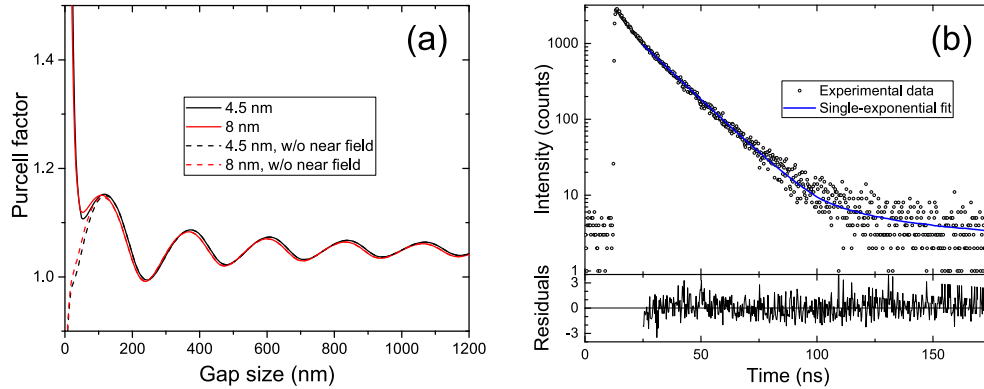 (a)
1.4
1.2
1.0
Purcell factor
4.5 nm
8 nm
4.5 nm, w/o near field
8 nm, w/o near field
0 200 400 600 800 1000 1200
Gap size (nm)
(b)
1000
100
10
1
Intensity (counts)
Experimental data
Single-exponential fit
3
0
-3
Residuals
0 50 100 150
Time (ns)